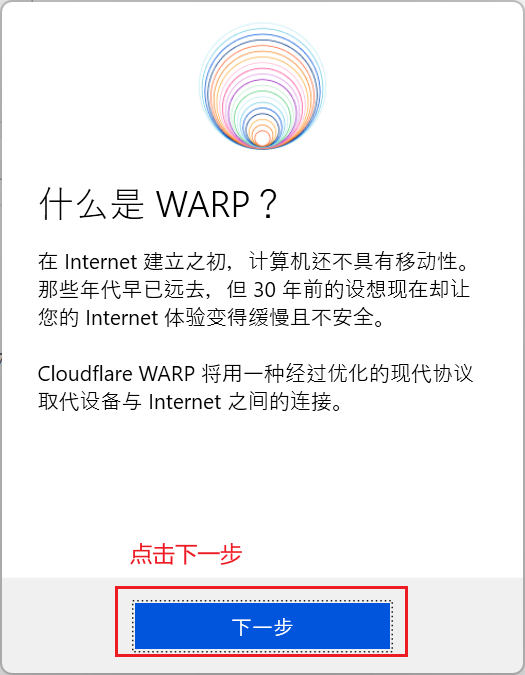 什么是 WARP？
在 Internet 建立之初，计算机还不具有移动性。
那些年代早已远去，但 30 年前的设想现在却让
您的 Internet 体验变得缓慢且不安全。
Cloudflare WARP 将用一种经过优化的现代协议
取代设备与 Internet 之间的连接。
点击下一步
下一步